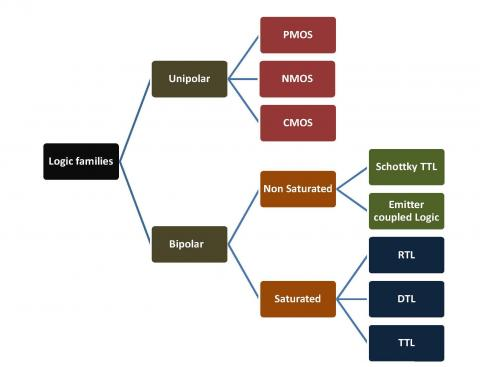 Logic families
Unipolar
PMOS
NMOS
CMOS
Bipolar
Non Saturated
Schottky TTL
Emitter
coupled Logic
Saturated
RTL
DTL
TTL